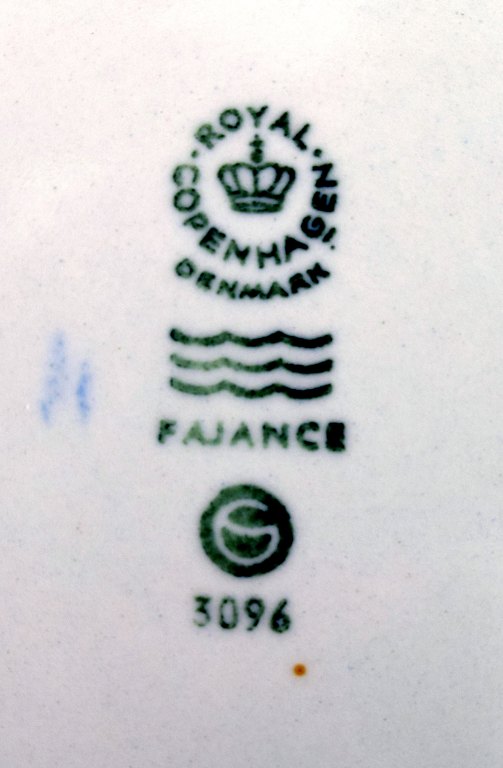 ROYAL
COPENHAGEN
DENMARK
FAJANCE
3096